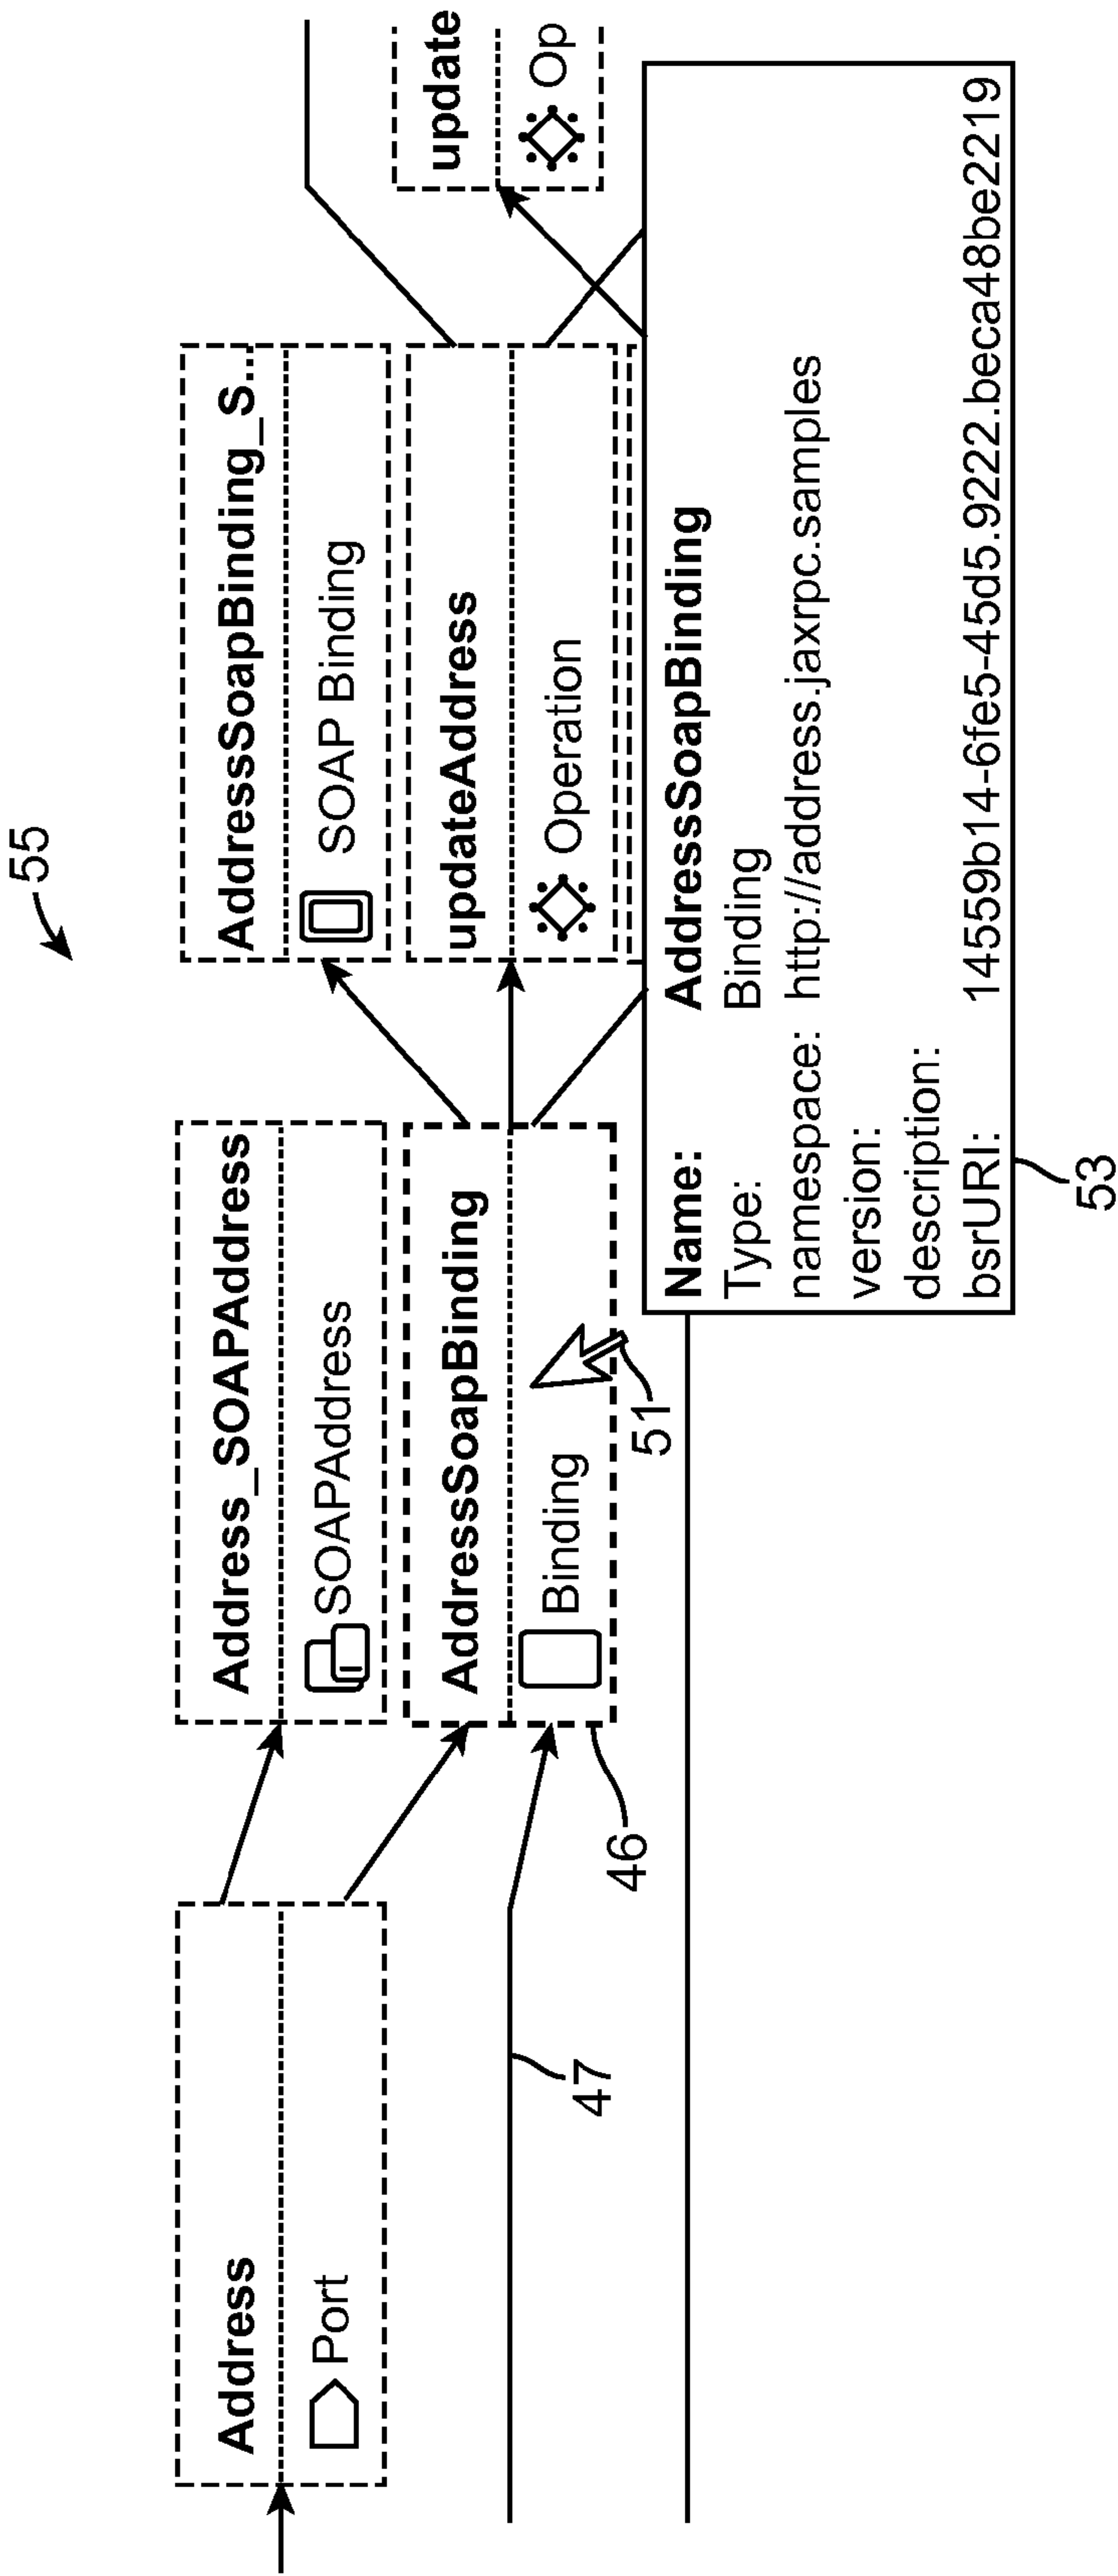 55
Address
Port
Address_SOAPAddress
SOAPAddress
AddressSoapBinding_S...
SOAP Binding
AddressSoapBinding
Binding
updateAddress
Operation
update
Op
47
46
51
Name: AddressSoapBinding
Type: Binding
namespace: http://address.jaxrpc.samples
version:
description:
bsrURI: 14559b14-6fe5-45d5.9222.beca48be2219
53